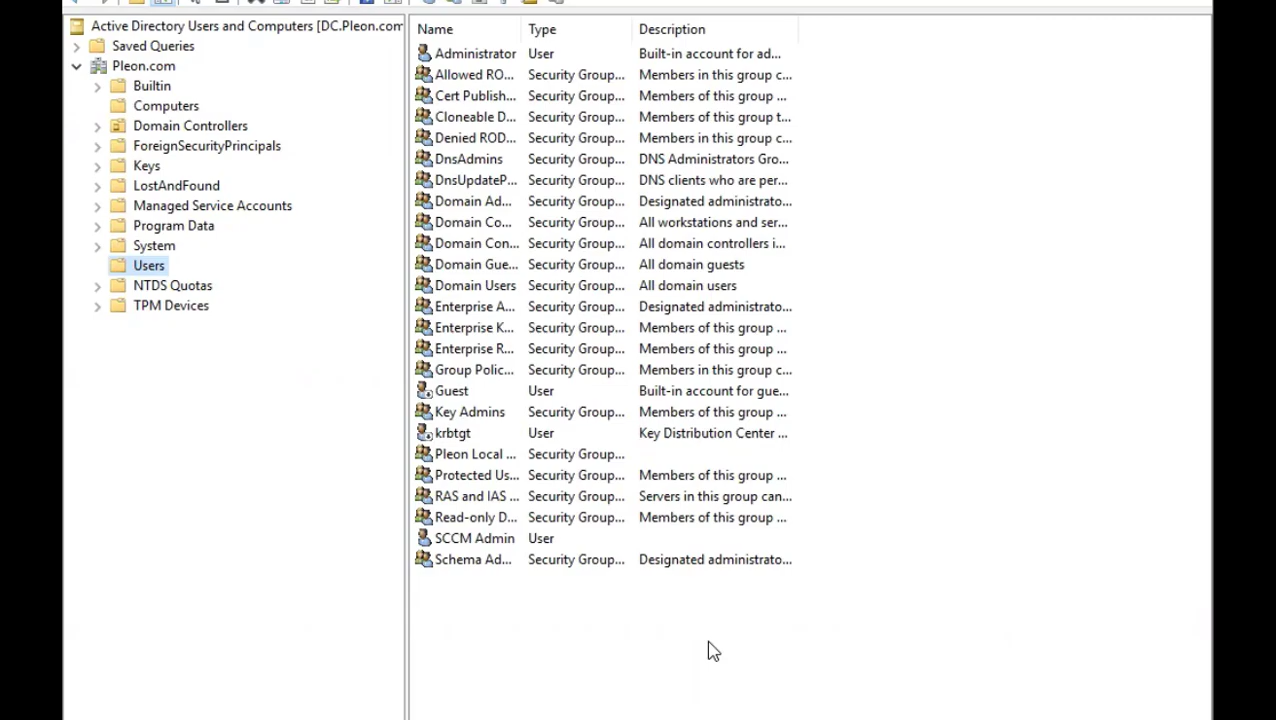 Active Directory Users and Computers [DC.Pleon.com
Saved Queries
Pleon.com
Builtin
Computers
Domain Controllers
ForeignSecurityPrincipals
Keys
LostAndFound
Managed Service Accounts
Program Data
System
Users
NTDS Quotas
TPM Devices
Name Type Description
Administrator User Built-in account for ad...
Allowed RO... Security Group... Members in this group c...
Cert Publish... Security Group... Members of this group ...
Cloneable D... Security Group... Members of this group t...
Denied ROD... Security Group... Members in this group c...
DnsAdmins Security Group... DNS Administrators Gro...
DnsUpdateP... Security Group... DNS clients who are per...
Domain Ad... Security Group... Designated administrato...
Domain Co... Security Group... All workstations and ser...
Domain Con... Security Group... All domain controllers i...
Domain Gue... Security Group... All domain guests
Domain Users Security Group... All domain users
Enterprise A... Security Group... Designated administrato...
Enterprise K... Security Group... Members of this group ...
Enterprise R... Security Group... Members of this group ...
Group Polic... Security Group... Members in this group c...
Guest User Built-in account for gue...
Key Admins Security Group... Members of this group ...
krbtgt User Key Distribution Center ...
Pleon Local ... Security Group...
Protected Us... Security Group... Members of this group ...
RAS and IAS ... Security Group... Servers in this group can...
Read-only D... Security Group... Members of this group ...
SCCM Admin User
Schema Ad... Security Group... Designated administrato...